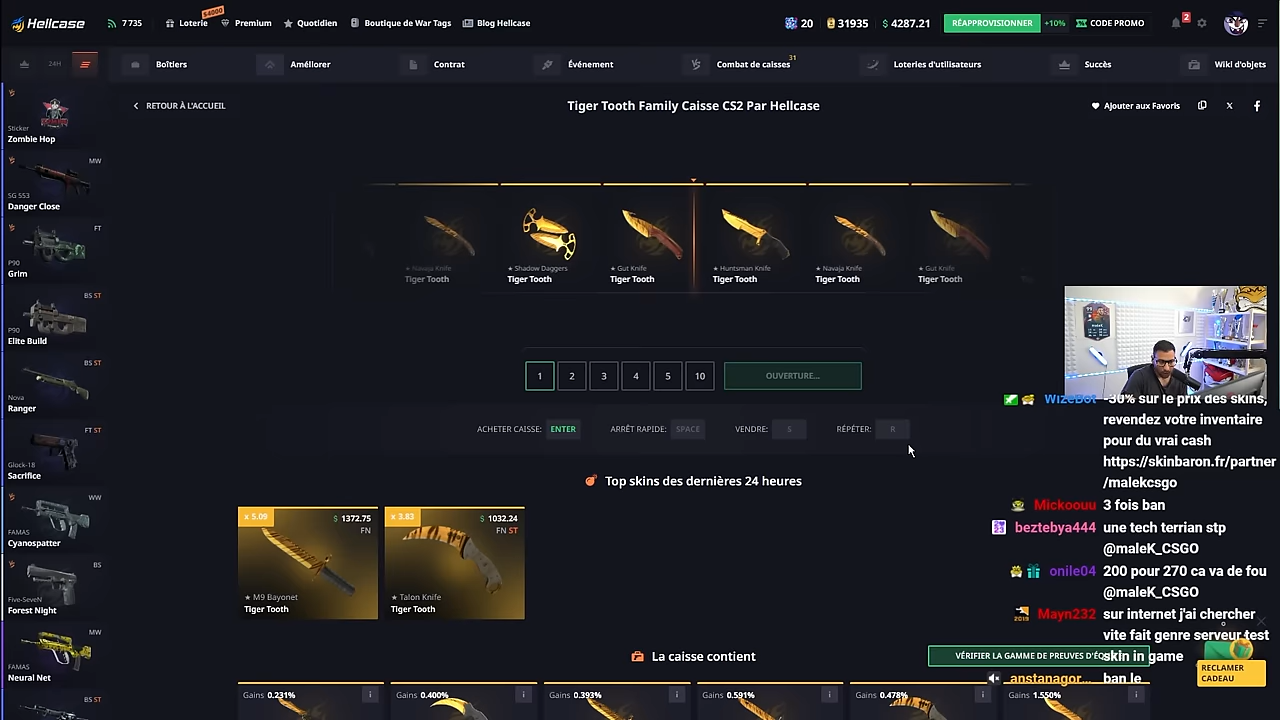 Hellcase
7 735
Loterie
$4000
Premium
Quotidien
Boutique de War Tags
Blog Hellcase
20
31935
$ 4287.21
RÉAPPROVISIONNER
+10%
CODE PROMO
2
24H
Boîtiers
Améliorer
Contrat
Événement
Combat de caisses
31
Loteries d'utilisateurs
Succès
Wiki d'objets
RETOUR À L'ACCUEIL
Tiger Tooth Family Caisse CS2 Par Hellcase
Ajouter aux Favoris
Sticker
Zombie Hop
MW
SG 553
Danger Close
FT
P90
Grim
BS ST
P90
Elite Build
BS ST
Nova
Ranger
FT ST
Glock-18
Sacrifice
WW
FAMAS
Cyanospatter
BS
Five-SeveN
Forest Night
MW
FAMAS
Neural Net
BS ST
★ Navaja Knife
Tiger Tooth
★ Shadow Daggers
Tiger Tooth
★ Gut Knife
Tiger Tooth
★ Huntsman Knife
Tiger Tooth
★ Navaja Knife
Tiger Tooth
★ Gut Knife
Tiger Tooth
1
2
3
4
5
10
OUVERTURE...
ACHETER CAISSE: ENTER
ARRÊT RAPIDE: SPACE
VENDRE: S
RÉPÉTER: R
Top skins des dernières 24 heures
x 5.09
$ 1372.75
FN
★ M9 Bayonet
Tiger Tooth
x 3.83
$ 1032.24
FN ST
★ Talon Knife
Tiger Tooth
La caisse contient
VÉRIFIER LA GAMME DE PREUVES
Gains 0.231%
Gains 0.400%
Gains 0.393%
Gains 0.591%
Gains 0.478%
Gains 1.550%
WizeBot -30% sur le prix des skins,
revendez votre inventaire
pour du vrai cash
https://skinbaron.fr/partner
/malekcsgo
Mickoouu 3 fois ban
beztebya444 une tech terrian stp
@maleK_CSGO
onile04 200 pour 270 ca va de fou
@maleK_CSGO
2019 Mayn232 sur internet j'ai chercher
vite fait genre serveur test
skin in game
anstanagor... ban le
RECLAMER
CADEAU